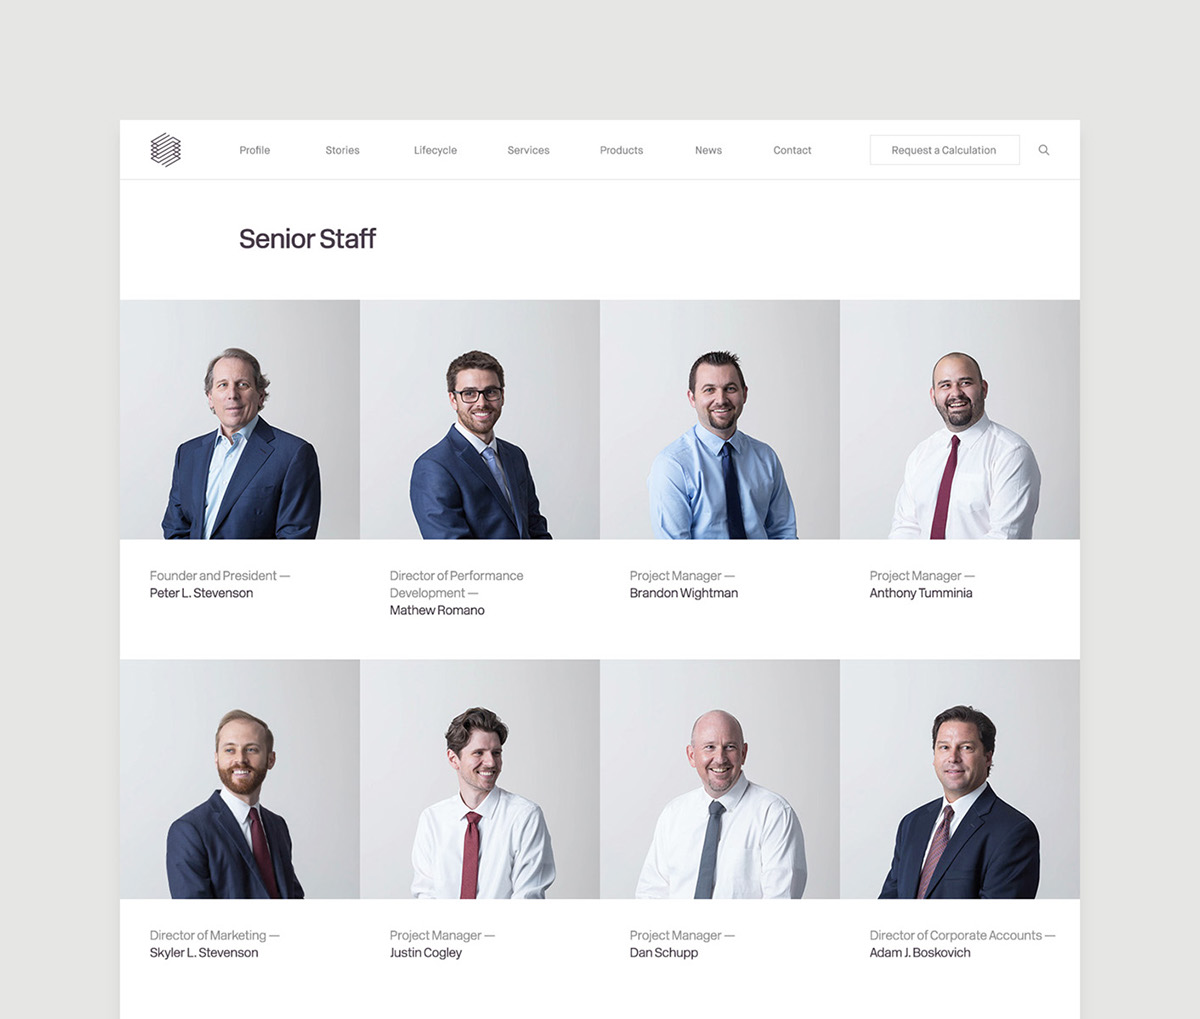 Profile
Stories
Lifecycle
Services
Products
News
Contact
Request a Calculation
Senior Staff
Founder and President —
Peter L. Stevenson
Director of Performance
Development —
Mathew Romano
Project Manager —
Brandon Wightman
Project Manager —
Anthony Tumminia
Director of Marketing —
Skyler L. Stevenson
Project Manager —
Justin Cogley
Project Manager —
Dan Schupp
Director of Corporate Accounts —
Adam J. Boskovich